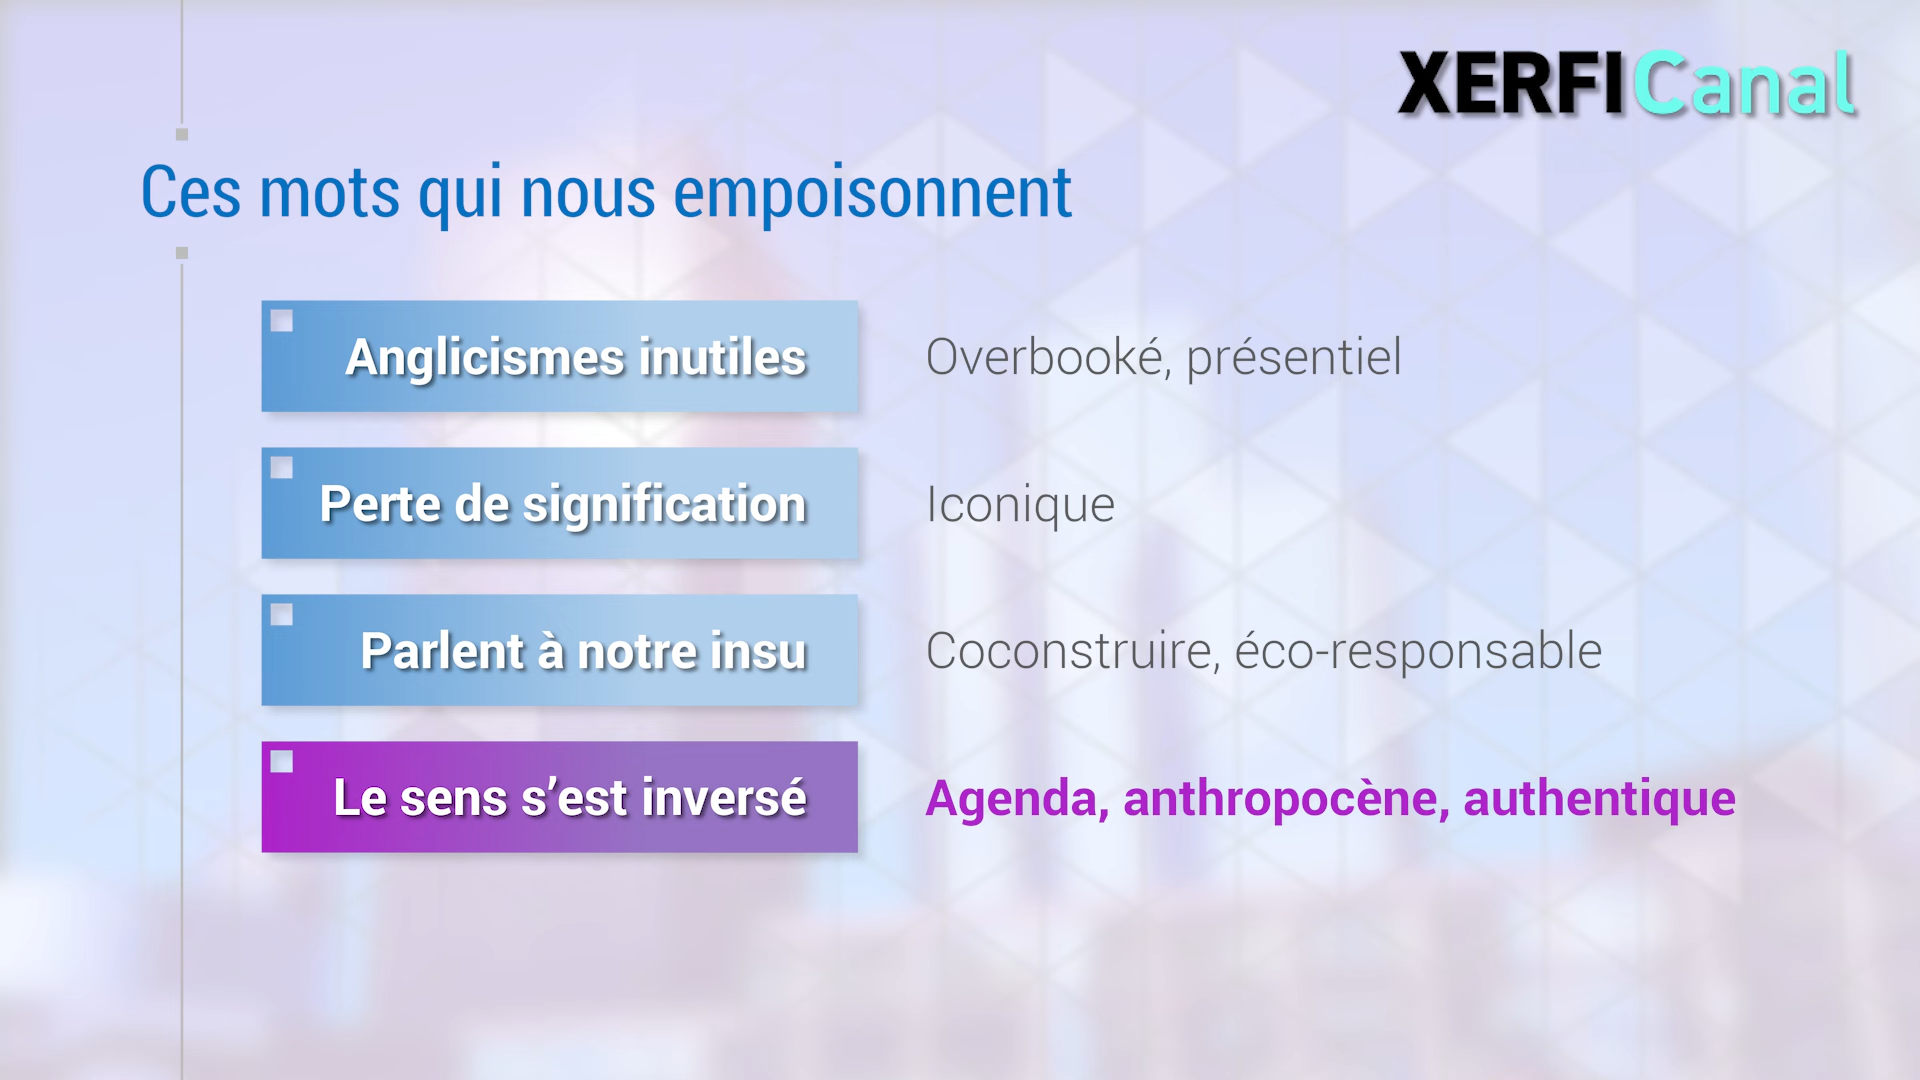 XERFI Canal
Ces mots qui nous empoisonnent
Anglicismes inutiles
Overbooké, présentiel
Perte de signification
Iconique
Parlent à notre insu
Coconstruire, éco-responsable
Le sens s'est inversé
Agenda, anthropocène, authentique